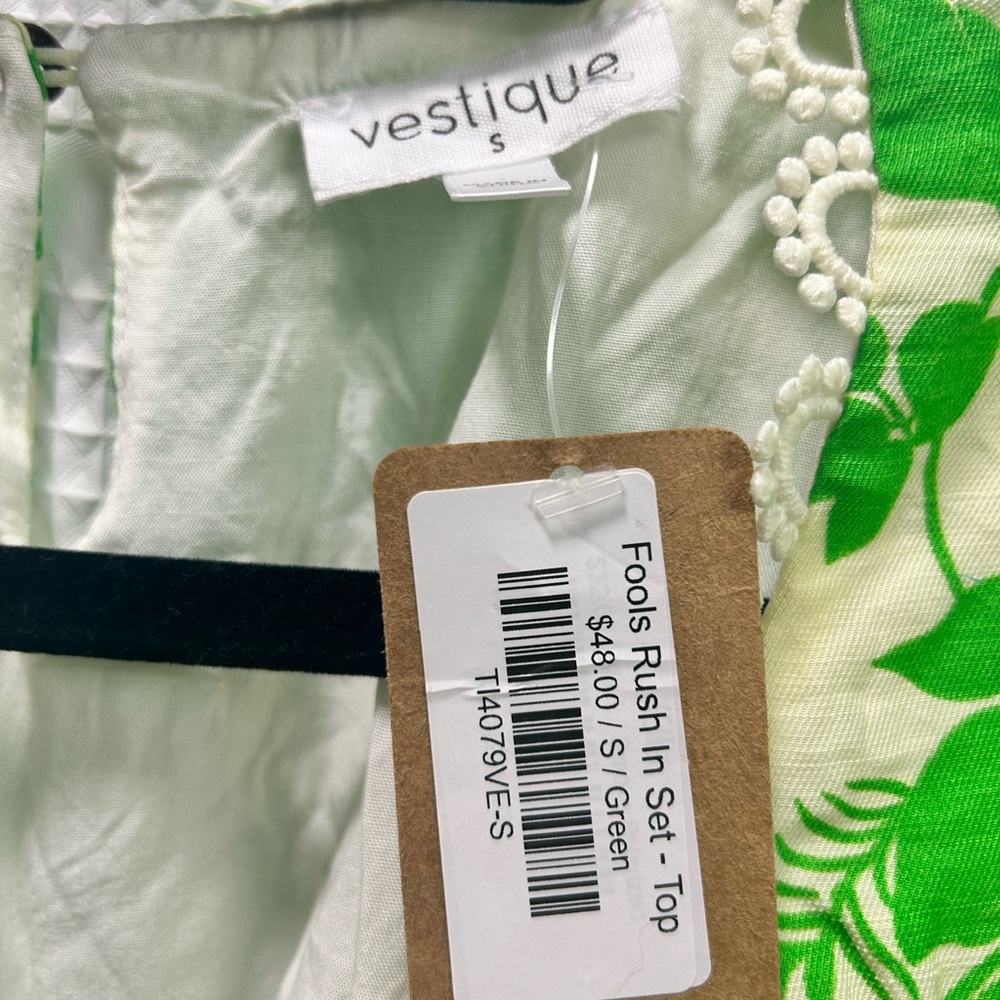 vestique
S
Fools Rush In Set - Top
$48.00 / S / Green
TI4079VE-S